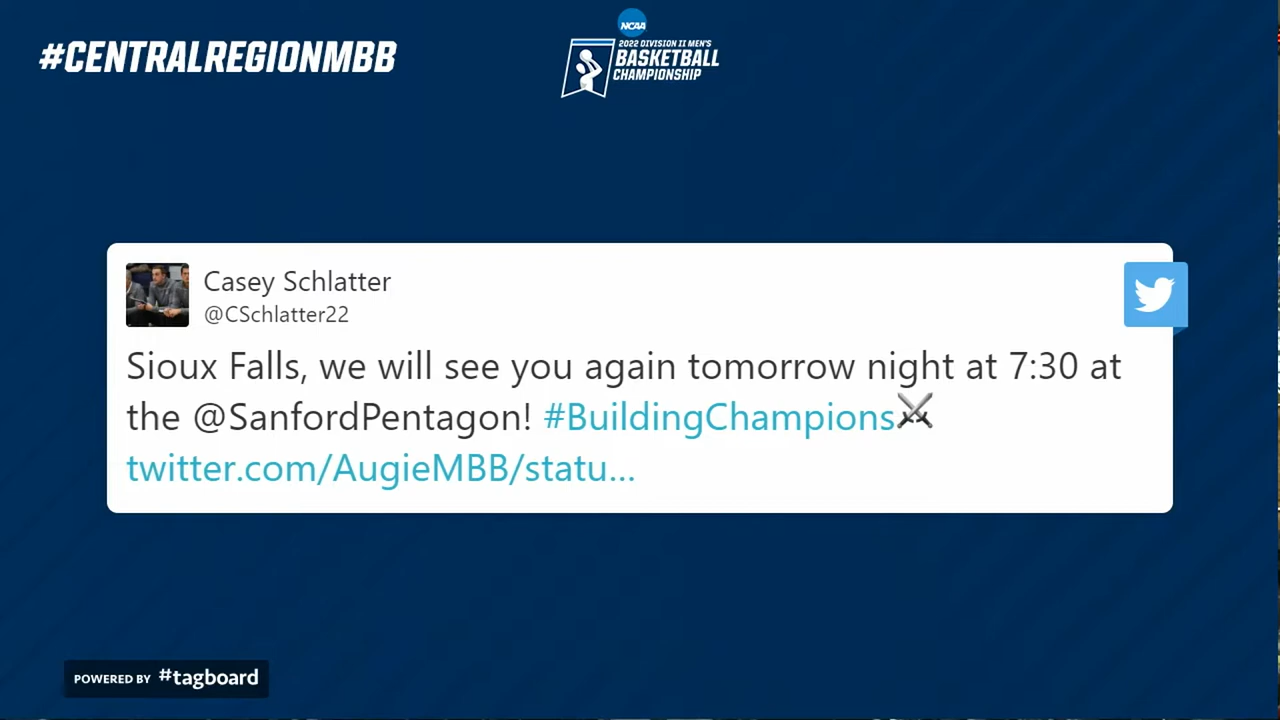 #CENTRALREGIONMBB
NCAA
2022 DIVISION II MEN'S
BASKETBALL
CHAMPIONSHIP
Casey Schlatter
@CSchlatter22
Sioux Falls, we will see you again tomorrow night at 7:30 at
the @SanfordPentagon! #BuildingChampions⚔
twitter.com/AugieMBB/statu...
POWERED BY #tagboard